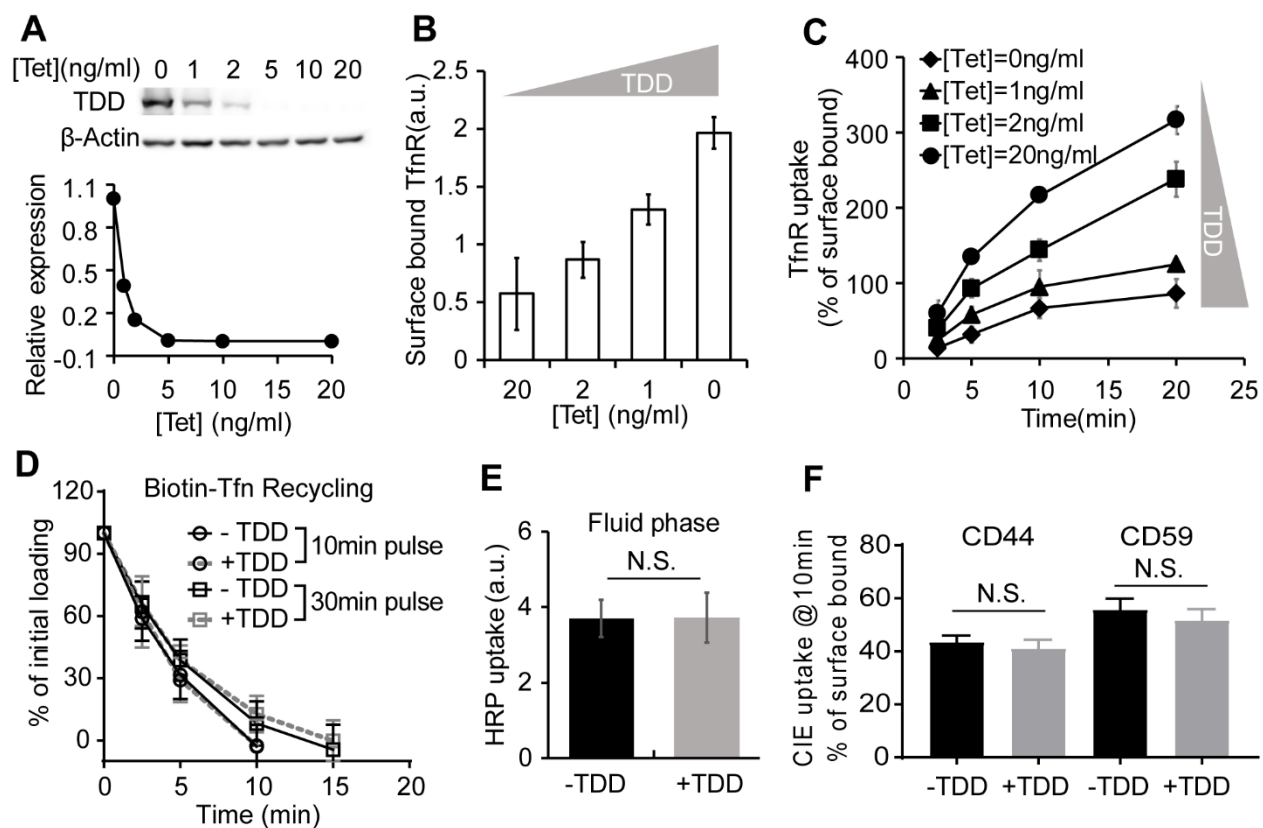 A
[Tet](ng/ml) 0 1 2 5 10 20
TDD
β-Actin
Relative expression
1.1
0.8
0.5
0.2
-0.1
0 5 10 15 20
[Tet] (ng/ml)
B
TDD
Surface bound TfnR(a.u.)
2.5
2
1.5
1
0.5
0
20 2 1 0
[Tet] (ng/ml)
C
[Tet]=0ng/ml
[Tet]=1ng/ml
[Tet]=2ng/ml
[Tet]=20ng/ml
TDD
TfnR uptake
(% of surface bound)
400
300
200
100
0
0 5 10 15 20 25
Time(min)
D
Biotin-Tfn Recycling
- TDD
+TDD
10min pulse
- TDD
+TDD
30min pulse
% of initial loading
120
90
60
30
0
0 5 10 15 20
Time (min)
E
Fluid phase
N.S.
HRP uptake (a.u.)
6
4
2
0
-TDD +TDD
F
CD44 CD59
N.S. N.S.
CIE uptake @10min
% of surface bound
80
60
40
20
0
-TDD +TDD -TDD +TDD